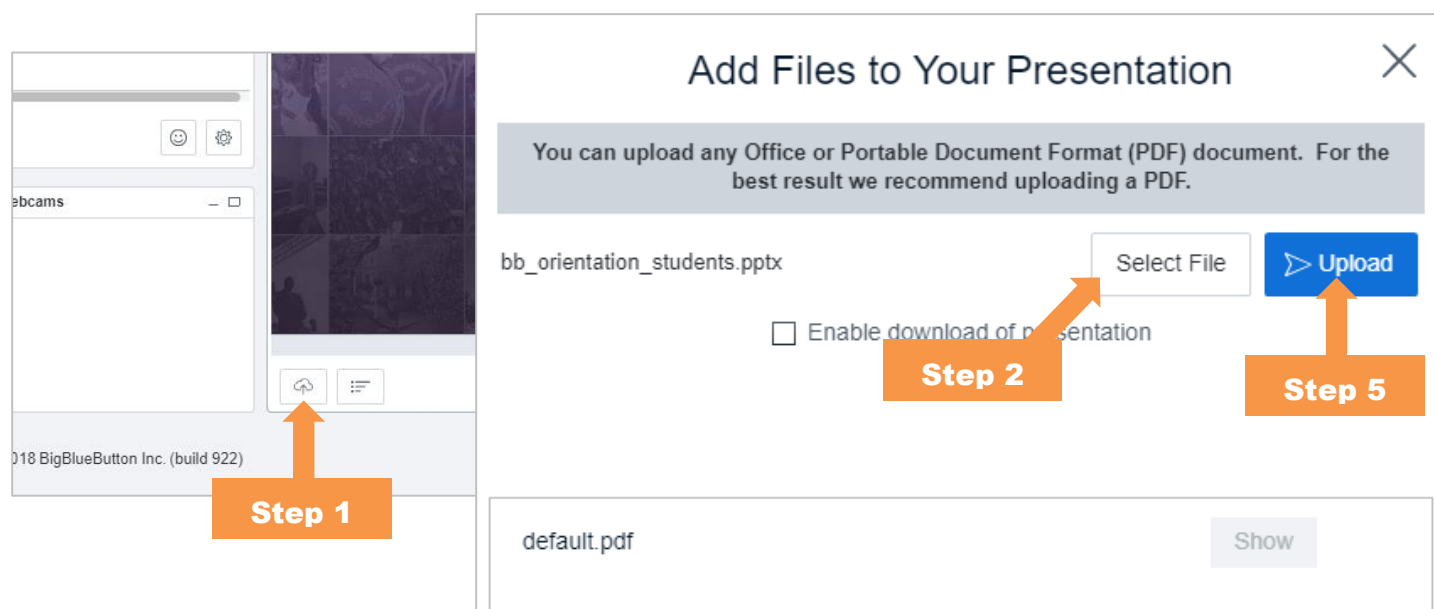 ebcams
018 BigBlueButton Inc. (build 922)
Step 1
Add Files to Your Presentation
You can upload any Office or Portable Document Format (PDF) document. For the
best result we recommend uploading a PDF.
bb_orientation_students.pptx
Select File
Upload
Enable download of presentation
Step 2
Step 5
default.pdf
Show